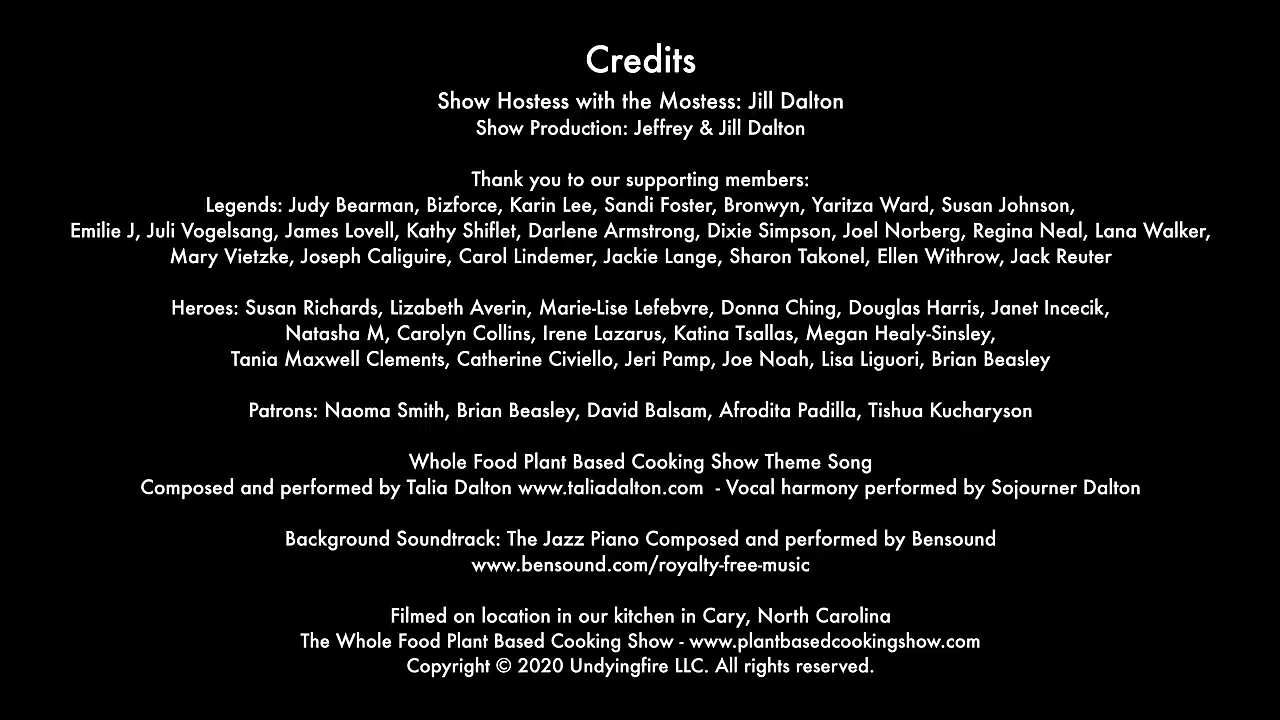 Credits
Show Hostess with the Mostess: Jill Dalton
Show Production: Jeffrey & Jill Dalton
Thank you to our supporting members:
Legends: Judy Bearman, Bizforce, Karin Lee, Sandi Foster, Bronwyn, Yaritza Ward, Susan Johnson,
Emilie J, Juli Vogelsang, James Lovell, Kathy Shiflet, Darlene Armstrong, Dixie Simpson, Joel Norberg, Regina Neal, Lana Walker,
Mary Vietzke, Joseph Caliguire, Carol Lindemer, Jackie Lange, Sharon Takonel, Ellen Withrow, Jack Reuter
Heroes: Susan Richards, Lizabeth Averin, Marie-Lise Lefebvre, Donna Ching, Douglas Harris, Janet Incecik,
Natasha M, Carolyn Collins, Irene Lazarus, Katina Tsallas, Megan Healy-Sinsley,
Tania Maxwell Clements, Catherine Civiello, Jeri Pamp, Joe Noah, Lisa Liguori, Brian Beasley
Patrons: Naoma Smith, Brian Beasley, David Balsam, Afrodita Padilla, Tishua Kucharyson
Whole Food Plant Based Cooking Show Theme Song
Composed and performed by Talia Dalton www.taliadalton.com - Vocal harmony performed by Sojourner Dalton
Background Soundtrack: The Jazz Piano Composed and performed by Bensound
www.bensound.com/royalty-free-music
Filmed on location in our kitchen in Cary, North Carolina
The Whole Food Plant Based Cooking Show - www.plantbasedcookingshow.com
Copyright © 2020 Undyingfire LLC. All rights reserved.